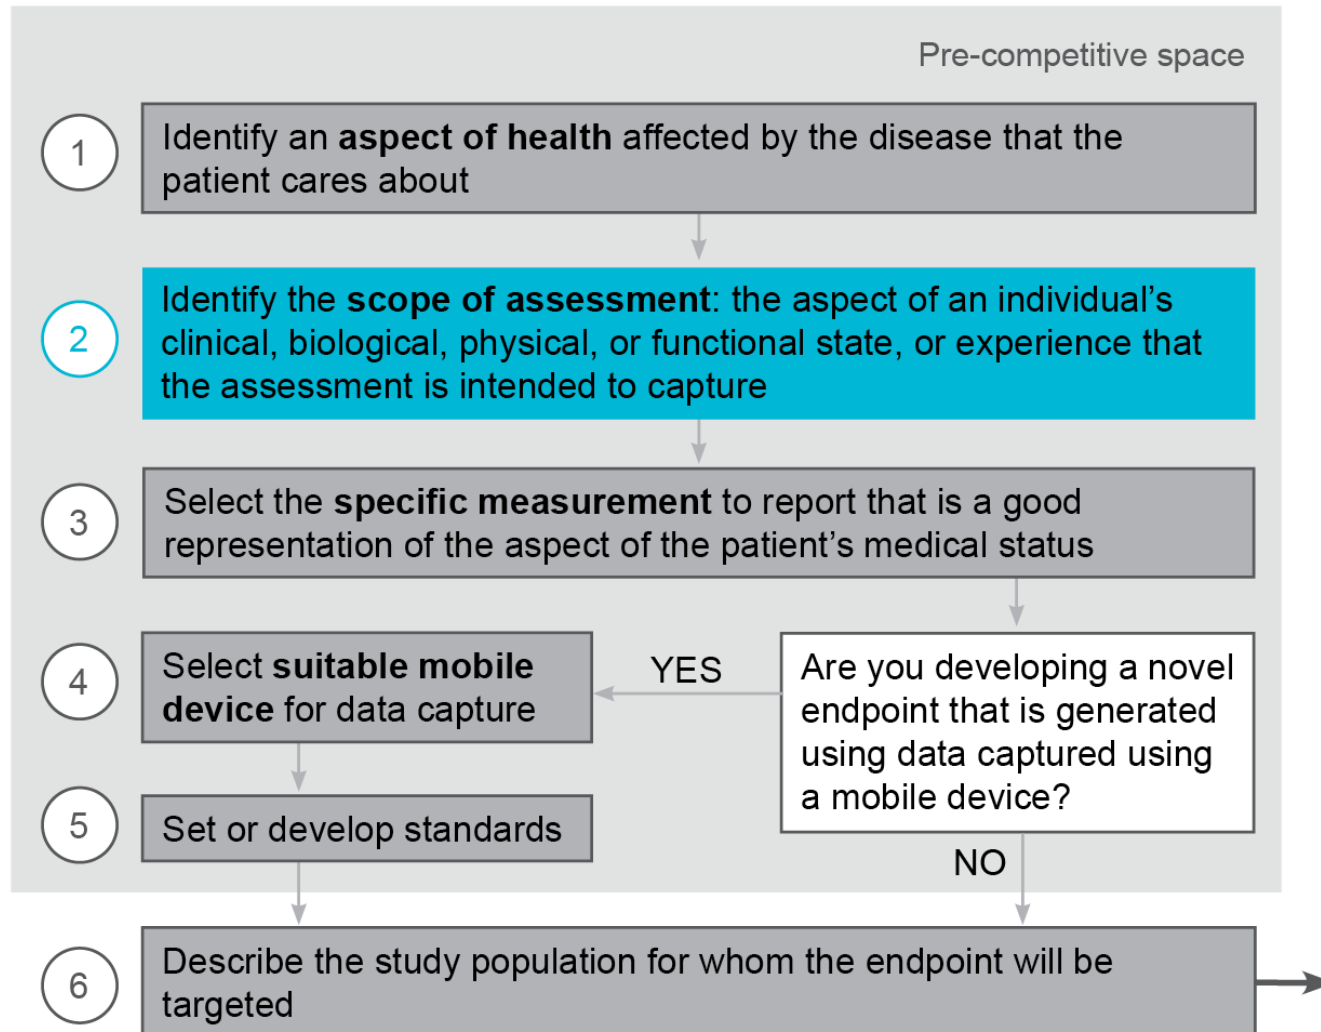 Pre-competitive space
1
Identify an aspect of health affected by the disease that the
patient cares about
2
Identify the scope of assessment: the aspect of an individual’s
clinical, biological, physical, or functional state, or experience that
the assessment is intended to capture
3
Select the specific measurement to report that is a good
representation of the aspect of the patient’s medical status
4
Select suitable mobile
device for data capture
YES
Are you developing a novel
endpoint that is generated
using data captured using
a mobile device?
5
Set or develop standards
NO
6
Describe the study population for whom the endpoint will be
targeted